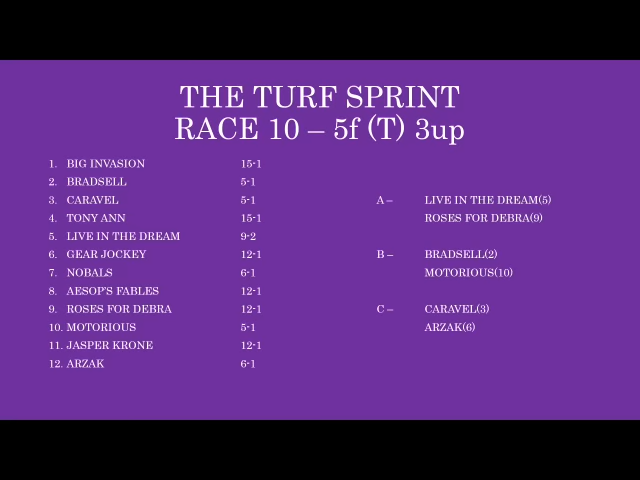 THE TURF SPRINT
RACE 10 – 5f (T) 3up
1. BIG INVASION 15-1
2. BRADSELL 5-1
3. CARAVEL 5-1
4. TONY ANN 15-1
5. LIVE IN THE DREAM 9-2
6. GEAR JOCKEY 12-1
7. NOBALS 6-1
8. AESOP'S FABLES 12-1
9. ROSES FOR DEBRA 12-1
10. MOTORIOUS 5-1
11. JASPER KRONE 12-1
12. ARZAK 6-1
A – LIVE IN THE DREAM(5)
ROSES FOR DEBRA(9)
B – BRADSELL(2)
MOTORIOUS(10)
C – CARAVEL(3)
ARZAK(6)